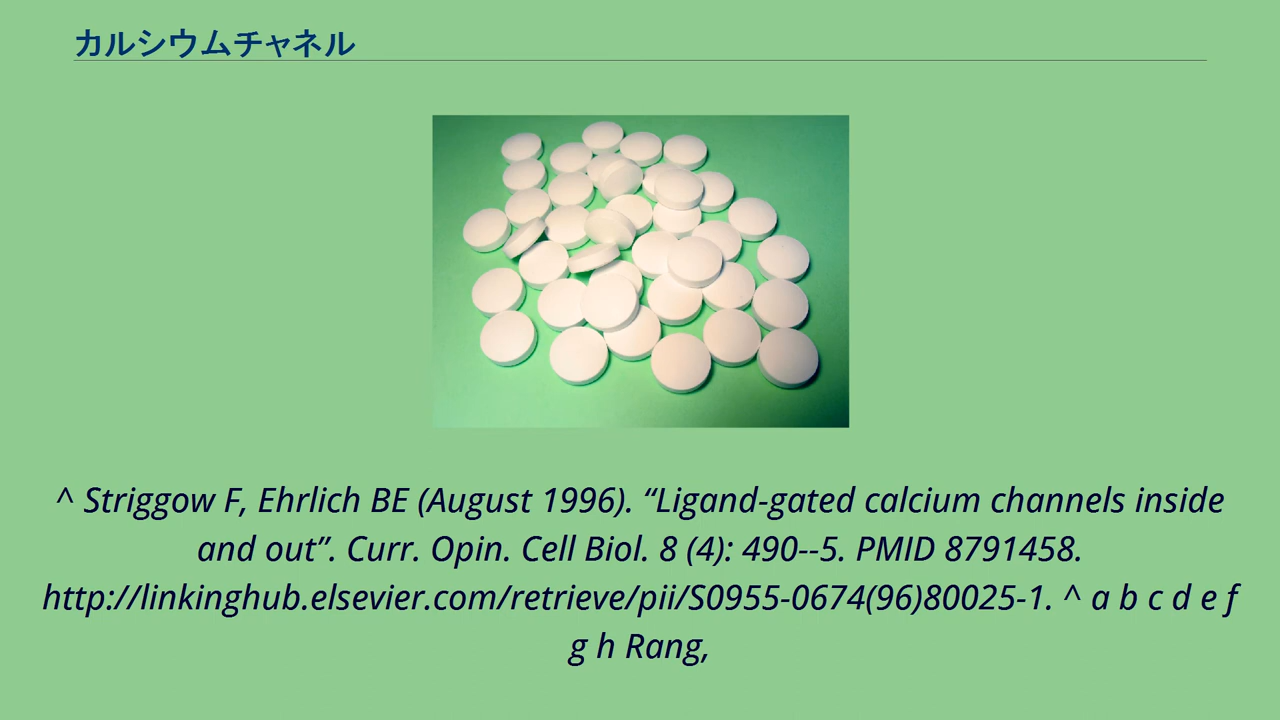 カルシウムチャネル
^ Striggow F, Ehrlich BE (August 1996). “Ligand-gated calcium channels inside
and out”. Curr. Opin. Cell Biol. 8 (4): 490--5. PMID 8791458.
http://linkinghub.elsevier.com/retrieve/pii/S0955-0674(96)80025-1. ^ a b c d e f
g h Rang,